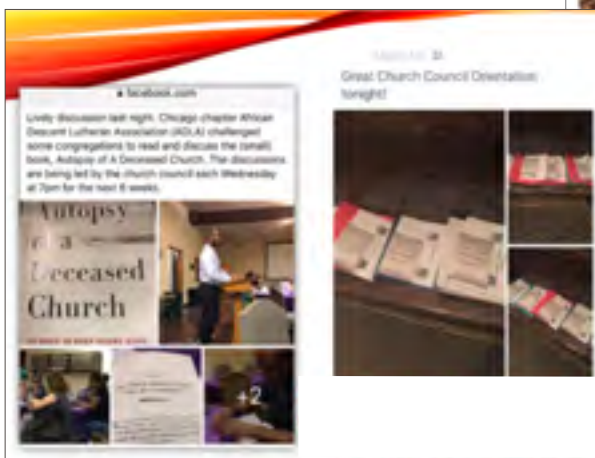 facebook.com
Lively discussion last night. Chicago chapter African
Descent Lutheran Association (ADLA) challenged
some congregations to read and discuss the (small)
book, Autopsy of A Deceased Church. The discussions
are being led by the church council each Wednesday
at 7pm for the next 6 weeks.
Autopsy
of a
Deceased
Church
+2
Great Church Council Orientation
tonight!